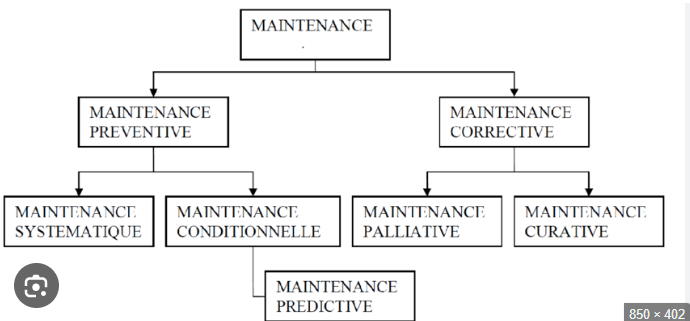 MAINTENANCE
MAINTENANCE
PREVENTIVE
MAINTENANCE
CORRECTIVE
MAINTENANCE
SYSTEMATIQUE
MAINTENANCE
CONDITIONNELLE
MAINTENANCE
PALLIATIVE
MAINTENANCE
CURATIVE
MAINTENANCE
PREDICTIVE
850 × 402